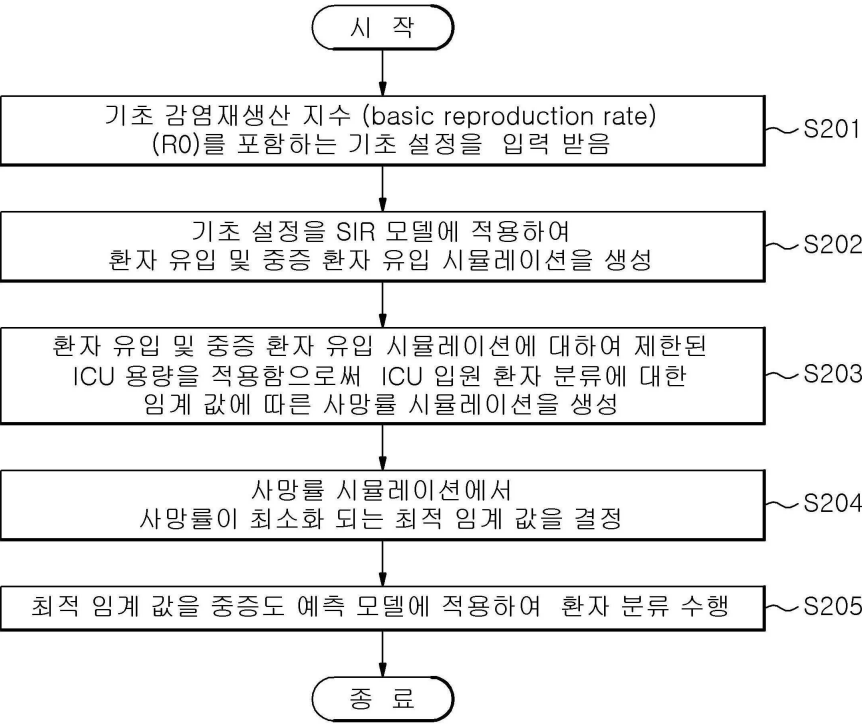 시 작
기초 감염재생산 지수 (basic reproduction rate)
(R0)를 포함하는 기초 설정을 입력 받음
S201
기초 설정을 SIR 모델에 적용하여
환자 유입 및 중증 환자 유입 시뮬레이션을 생성
S202
환자 유입 및 중증 환자 유입 시뮬레이션에 대하여 제한된
ICU 용량을 적용함으로써 ICU 입원 환자 분류에 대한
임계 값에 따른 사망률 시뮬레이션을 생성
S203
사망률 시뮬레이션에서
사망률이 최소화 되는 최적 임계 값을 결정
S204
최적 임계 값을 중증도 예측 모델에 적용하여 환자 분류 수행
S205
종 료